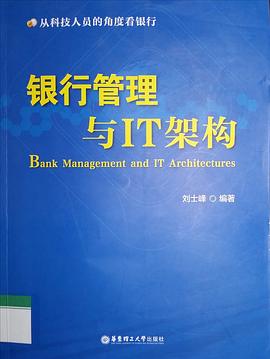 从科技人员的角度看银行
银行管理
与IT架构
Bank Management and IT Architectures
刘士峰 ◎ 编著
华东理工大学出版社